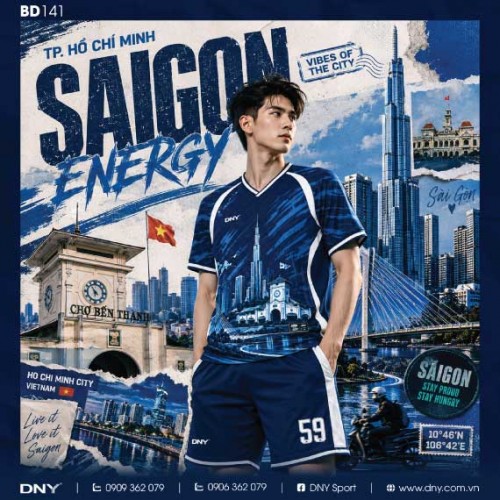 BD141
TP. HỒ CHÍ MINH
SAIGON
ENERGY
VIBES OF
THE CITY
Sài Gòn
DNY
CHỢ BẾN THÀNH
HO CHI MINH CITY
VIETNAM
Live it
Love it
Saigon
DNY
59
SÀIGÒN
STAY PROUD
STAY HUNGRY
10°46'N
106°42'E
DNY
0909 362 079
0906 362 079
DNY Sport
www.dny.com.vn